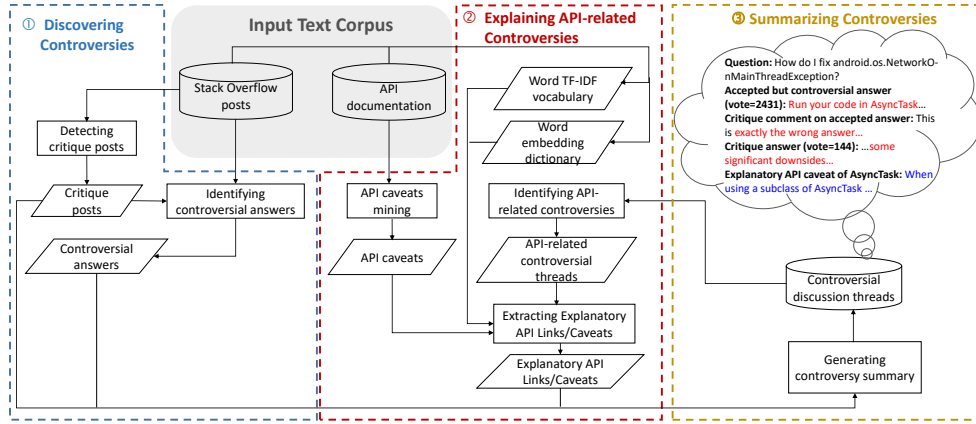 ① Discovering
Controversies
Input Text Corpus
Stack Overflow
posts
API
documentation
Detecting
critique posts
Critique
posts
Identifying
controversial answers
Controversial
answers
② Explaining API-related
Controversies
Word TF-IDF
vocabulary
Word
embedding
dictionary
API caveats
mining
API caveats
Identifying API-
related controversies
API-related
controversial
threads
Extracting Explanatory
API Links/Caveats
Explanatory API
Links/Caveats
③ Summarizing Controversies
Question: How do I fix android.os.NetworkO-
nMainThreadException?
Accepted but controversial answer
(vote=2431): Run your code in AsyncTask...
Critique comment on accepted answer: This
is exactly the wrong answer...
Critique answer (vote=144): ...some
significant downsides...
Explanatory API caveat of AsyncTask: When
using a subclass of AsyncTask ...
Controversial
discussion threads
Generating
controversy summary